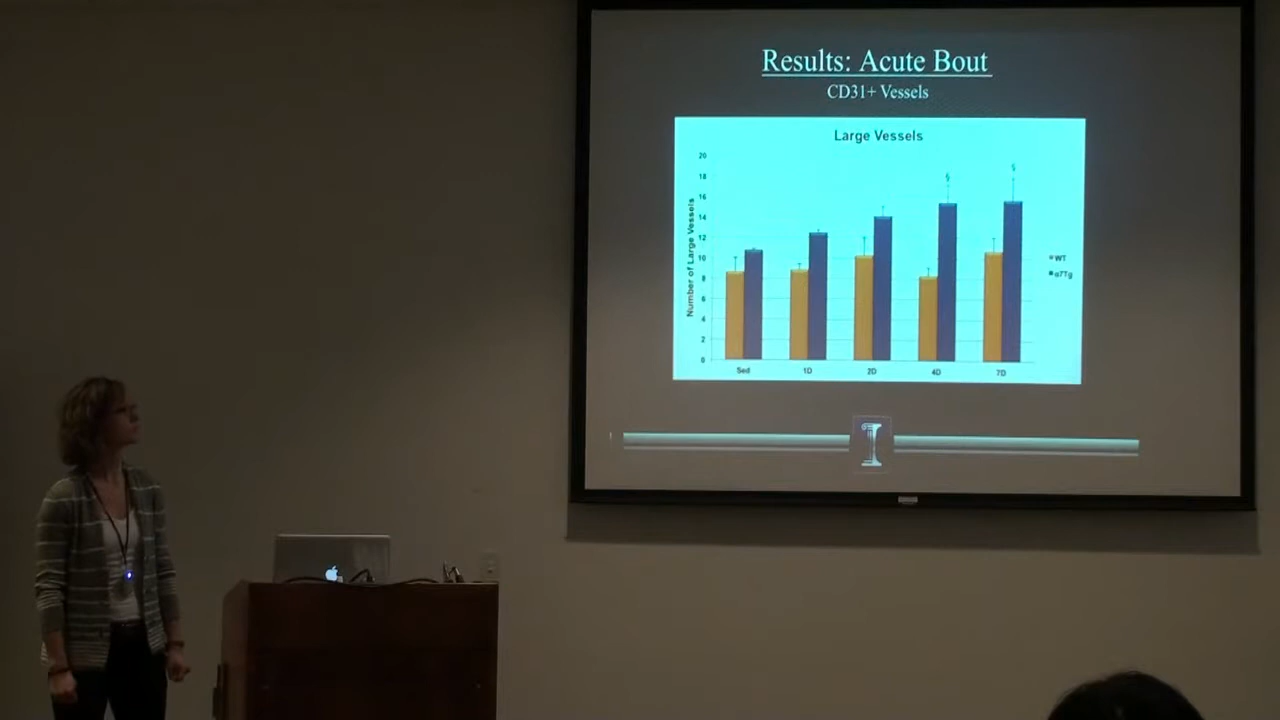 Results: Acute Bout
CD31+ Vessels
Large Vessels
Number of Large Vessels
20
18
16
14
12
10
8
6
4
2
0
§
§
Sed
1D
2D
4D
7D
WT
α7Tg
I